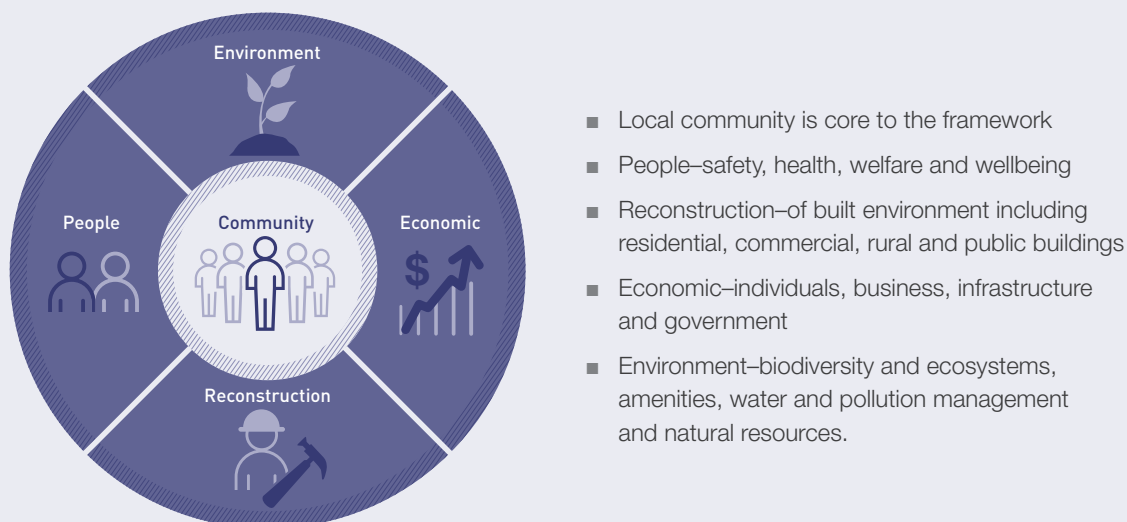 Environment
People
Community
Economic
$
Reconstruction
■ Local community is core to the framework
■ People–safety, health, welfare and wellbeing
■ Reconstruction–of built environment including
residential, commercial, rural and public buildings
■ Economic–individuals, business, infrastructure
and government
■ Environment–biodiversity and ecosystems,
amenities, water and pollution management
and natural resources.